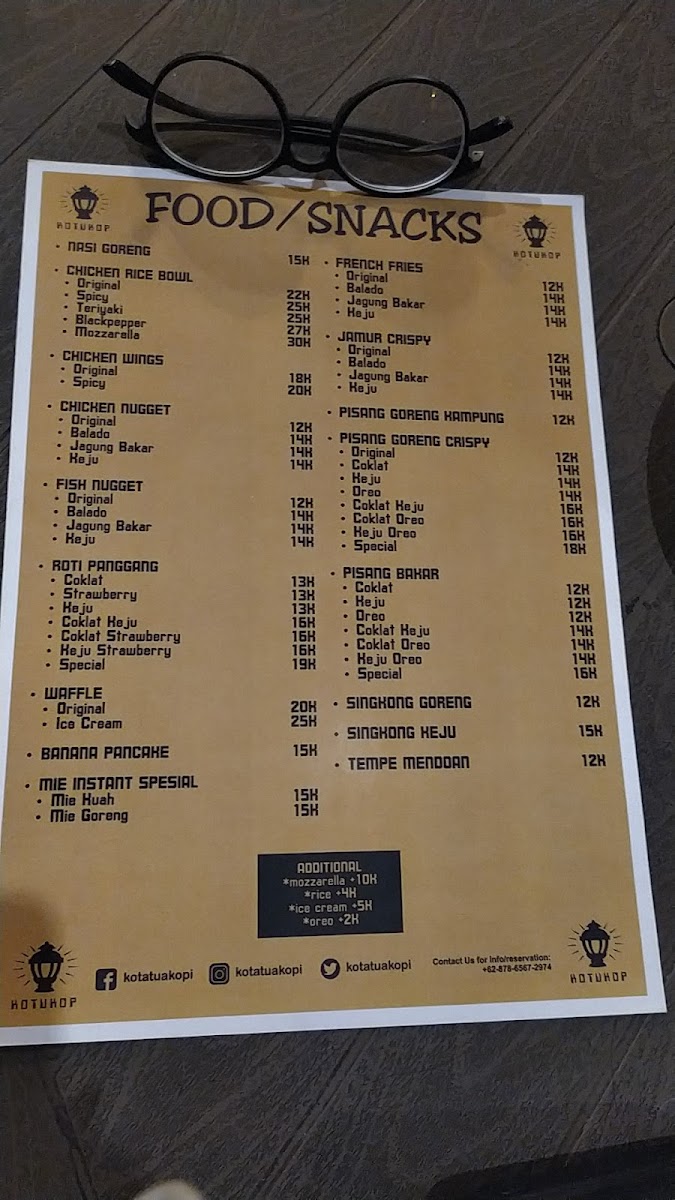 FOOD/SNACKS
KOTUKOP
KOTUKOP
• NASI GORENG 15K
• CHICKEN RICE BOWL
• Original 22K
• Spicy 25K
• Teriyaki 25K
• Blackpepper 27K
• Mozzarella 30K
• CHICKEN WINGS
• Original 18K
• Spicy 20K
• CHICKEN NUGGET
• Original 12K
• Balado 14K
• Jagung Bakar 14K
• Keju 14K
• FISH NUGGET
• Original 12K
• Balado 14K
• Jagung Bakar 14K
• Keju 14K
• ROTI PANGGANG
• Coklat 13K
• Strawberry 13K
• Keju 13K
• Coklat Keju 16K
• Coklat Strawberry 16K
• Keju Strawberry 16K
• Special 19K
• WAFFLE
• Original 20K
• Ice Cream 25K
• BANANA PANCAKE 15K
• MIE INSTANT SPESIAL
• Mie Kuah 15K
• Mie Goreng 15K
• FRENCH FRIES
• Original 12K
• Balado 14K
• Jagung Bakar 14K
• Keju 14K
• JAMUR CRISPY
• Original 12K
• Balado 14K
• Jagung Bakar 14K
• Keju 14K
• PISANG GORENG KAMPUNG 12K
• PISANG GORENG CRISPY
• Original 12K
• Coklat 14K
• Keju 14K
• Oreo 14K
• Coklat Keju 16K
• Coklat Oreo 16K
• Keju Oreo 16K
• Special 18K
• PISANG BAKAR
• Coklat 12K
• Keju 12K
• Oreo 12K
• Coklat Keju 14K
• Coklat Oreo 14K
• Keju Oreo 14K
• Special 16K
• SINGKONG GORENG 12K
• SINGKONG KEJU 15K
• TEMPE MENDOAN 12K
ADDITIONAL
*mozzarella +10K
*rice +4K
*ice cream +5K
*oreo +2K
KOTUKOP
kotatuakopi
kotatuakopi
kotatuakopi
Contact Us for info/reservation:
+62-878-6567-2974
KOTUKOP